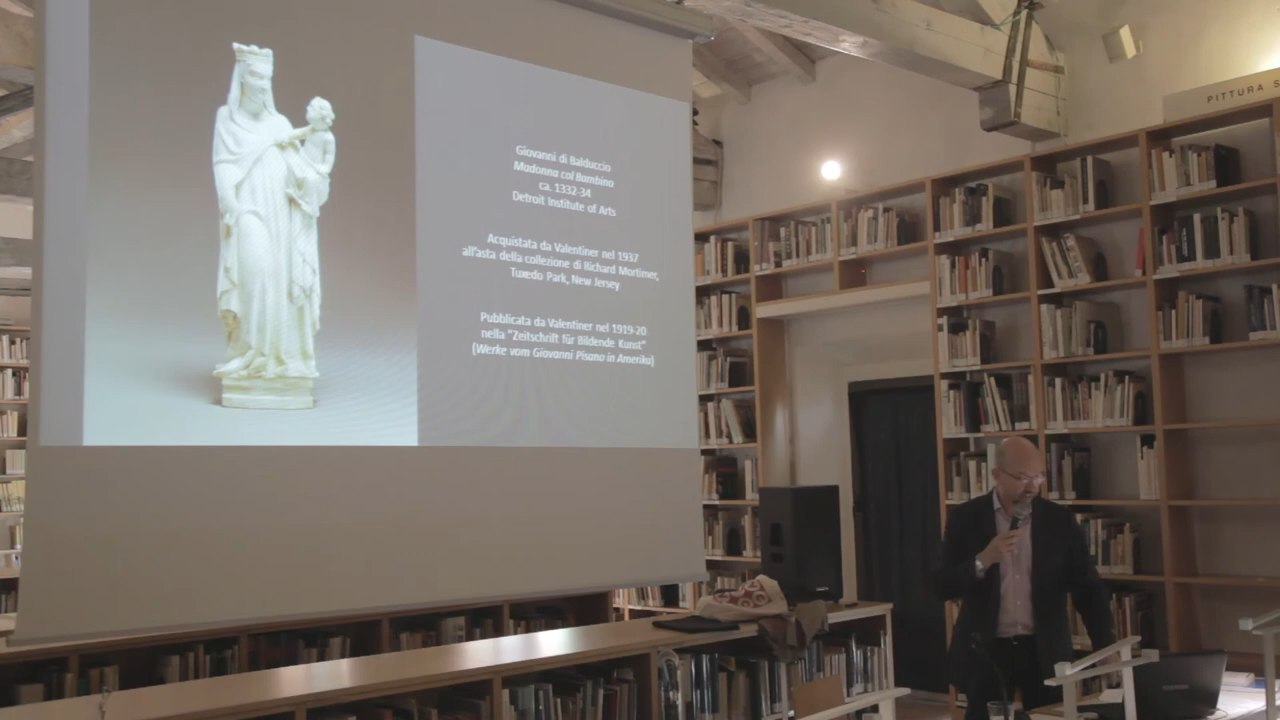 Giovanni di Balduccio
Madonna col Bambino
ca. 1332-34
Detroit Institute of Arts
Acquistata da Valentiner nel 1937
all'asta della collezione di Richard Mortimer,
Tuxedo Park, New Jersey
Pubblicata da Valentiner nel 1919-20
nella "Zeitschrift für Bildende Kunst"
(Werke vom Giovanni Pisano in Amerika)
PITTURA S